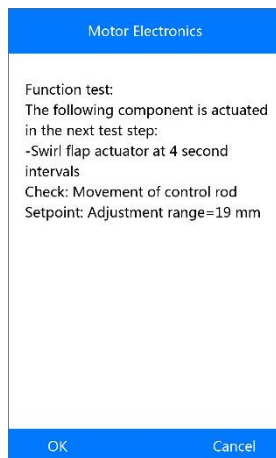 Motor Electronics
Function test:
The following component is actuated
in the next test step:
-Swirl flap actuator at 4 second
intervals
Check: Movement of control rod
Setpoint: Adjustment range=19 mm
OK
Cancel